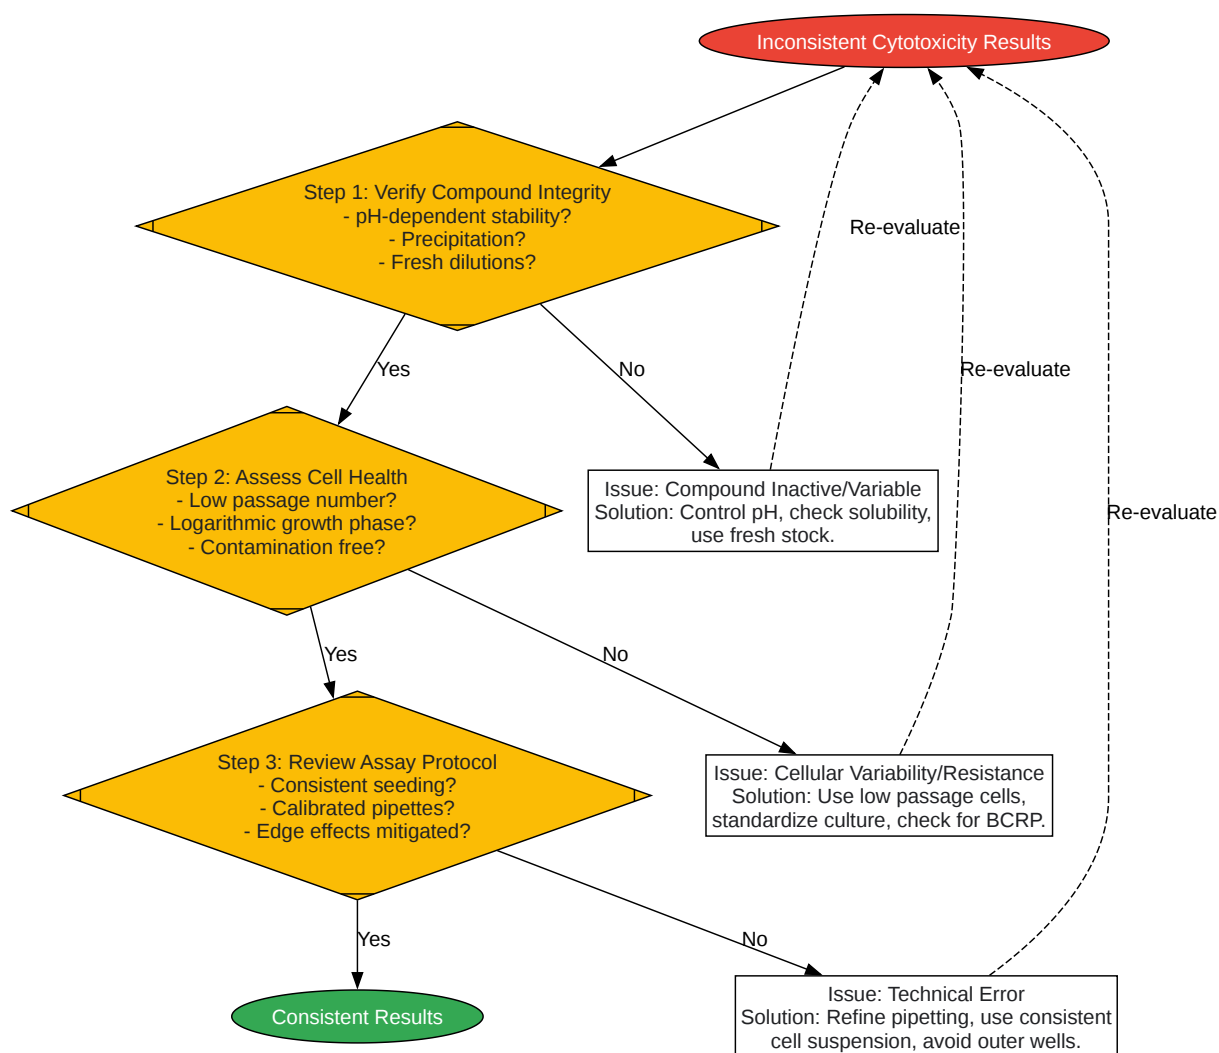 Inconsistent Cytotoxicity Results
Step 1: Verify Compound Integrity
- pH-dependent stability?
- Precipitation?
- Fresh dilutions?
Re-evaluate
Yes
No
Re-evaluate
Step 2: Assess Cell Health
- Low passage number?
- Logarithmic growth phase?
- Contamination free?
Issue: Compound Inactive/Variable
Solution: Control pH, check solubility,
use fresh stock.
Re-evaluate
Yes
No
Step 3: Review Assay Protocol
- Consistent seeding?
- Calibrated pipettes?
- Edge effects mitigated?
Issue: Cellular Variability/Resistance
Solution: Use low passage cells,
standardize culture, check for BCRP.
Yes
No
Consistent Results
Issue: Technical Error
Solution: Refine pipetting, use consistent
cell suspension, avoid outer wells.